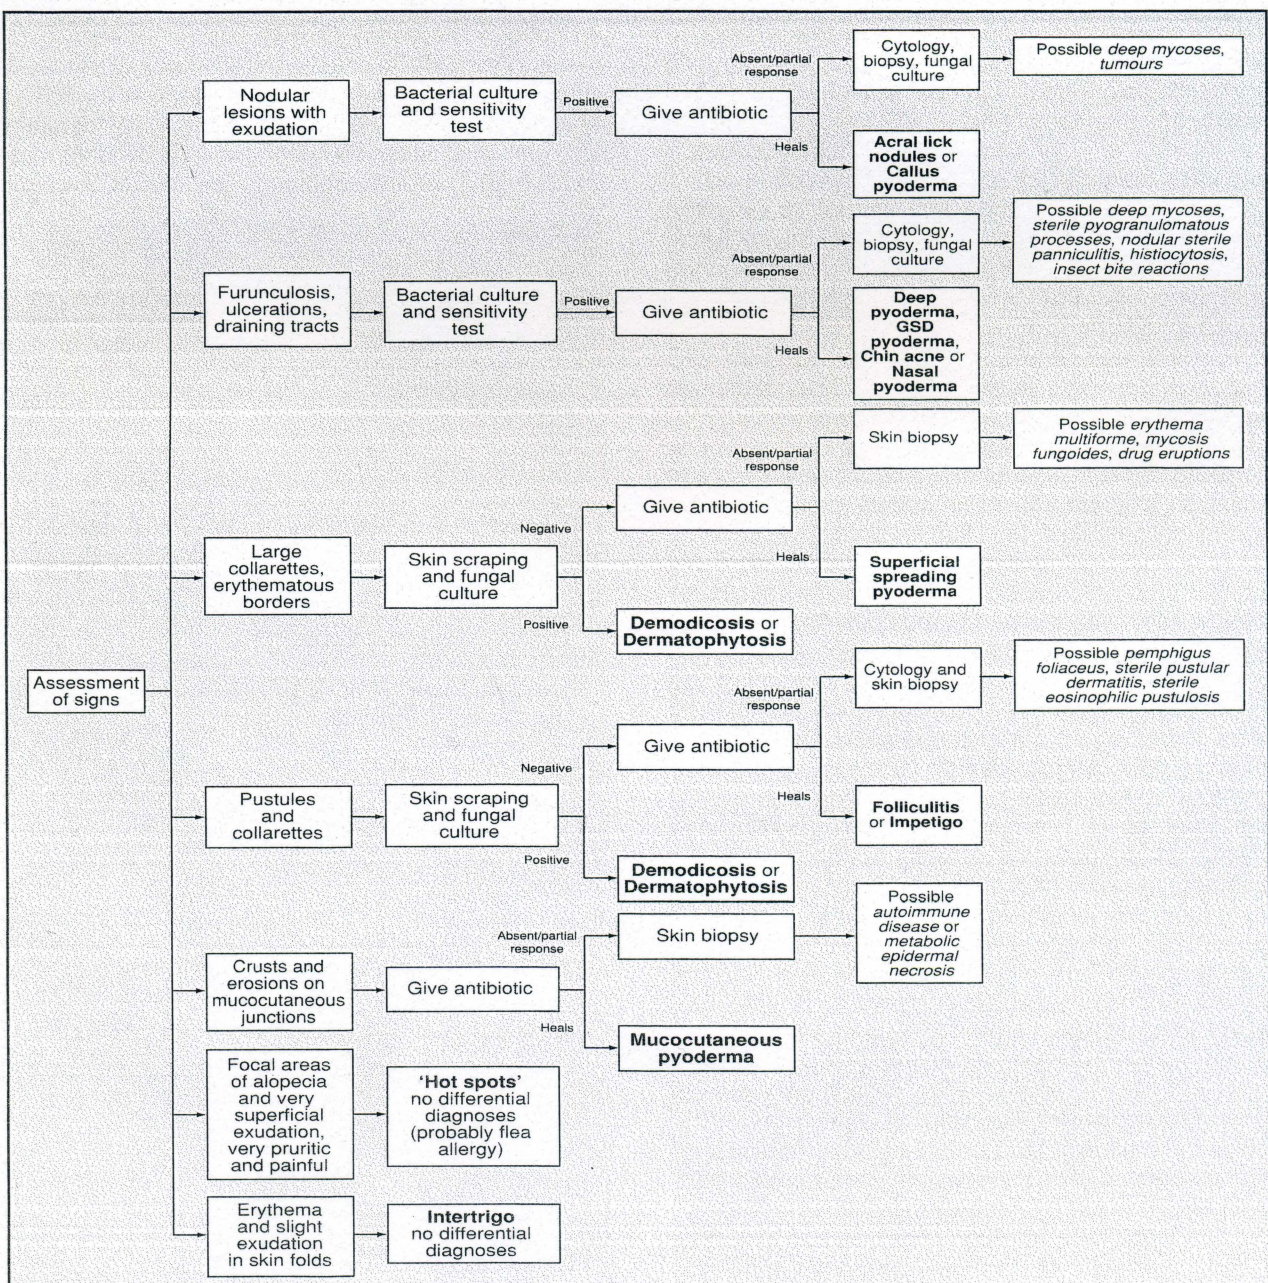 Nodular
lesions with
exudation
Bacterial culture
and sensitivity
test
Positive
Give antibiotic
Absent/partial
response
Cytology,
biopsy, fungal
culture
Possible deep mycoses,
tumours
Heals
Acral lick
nodules or
Callus
pyoderma
Furunculosis,
ulcerations,
draining tracts
Bacterial culture
and sensitivity
test
Positive
Give antibiotic
Absent/partial
response
Cytology,
biopsy, fungal
culture
Possible deep mycoses,
sterile pyogranulomatous
processes, nodular sterile
panniculitis, histiocytosis,
insect bite reactions
Heals
Deep
pyoderma,
GSD
pyoderma,
Chin acne or
Nasal
pyoderma
Large
collarettes,
erythematous
borders
Skin scraping
and fungal
culture
Negative
Give antibiotic
Absent/partial
response
Skin biopsy
Possible erythema
multiforme, mycosis
fungoides, drug eruptions
Heals
Superficial
spreading
pyoderma
Positive
Demodicosis or
Dermatophytosis
Assessment
of signs
Pustules
and
collarettes
Skin scraping
and fungal
culture
Negative
Give antibiotic
Absent/partial
response
Cytology and
skin biopsy
Possible pemphigus
foliaceus, sterile pustular
dermatitis, sterile
eosinophilic pustulosis
Heals
Folliculitis
or Impetigo
Positive
Demodicosis or
Dermatophytosis
Crusts and
erosions on
mucocutaneous
junctions
Give antibiotic
Absent/partial
response
Skin biopsy
Possible
autoimmune
disease or
metabolic
epidermal
necrosis
Heals
Mucocutaneous
pyoderma
Focal areas
of alopecia
and very
superficial
exudation,
very pruritic
and painful
'Hot spots'
no differential
diagnoses
(probably flea
allergy)
Erythema
and slight
exudation
in skin folds
Intertrigo
no differential
diagnoses